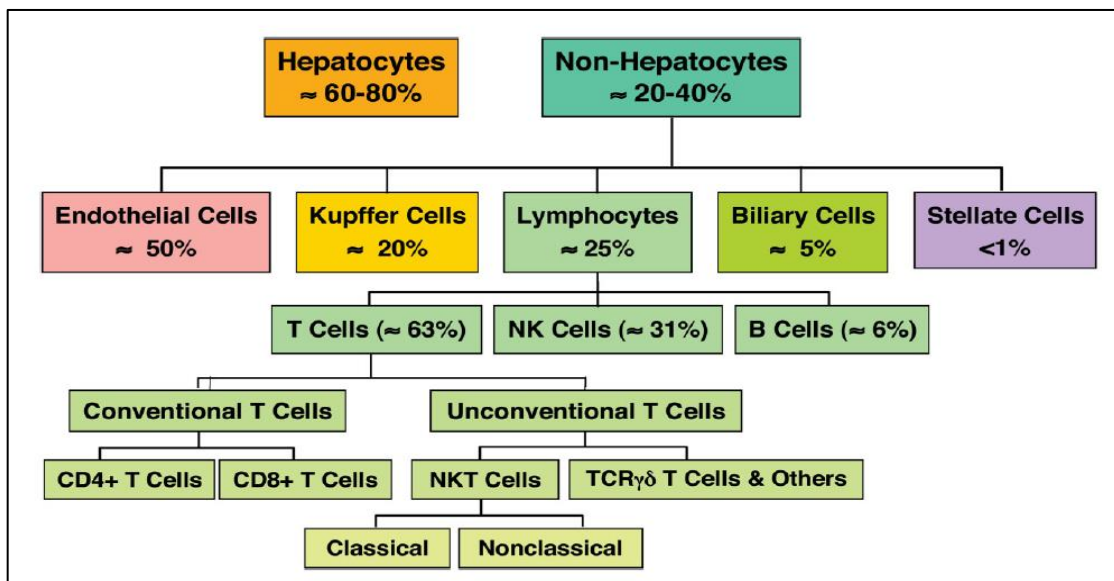 Hepatocytes
≈ 60-80%
Non-Hepatocytes
≈ 20-40%
Endothelial Cells
≈ 50%
Kupffer Cells
≈ 20%
Lymphocytes
≈ 25%
Biliary Cells
≈ 5%
Stellate Cells
<1%
T Cells (≈ 63%)
NK Cells (≈ 31%)
B Cells (≈ 6%)
Conventional T Cells
Unconventional T Cells
CD4+ T Cells
CD8+ T Cells
NKT Cells
TCRγδ T Cells & Others
Classical
Nonclassical